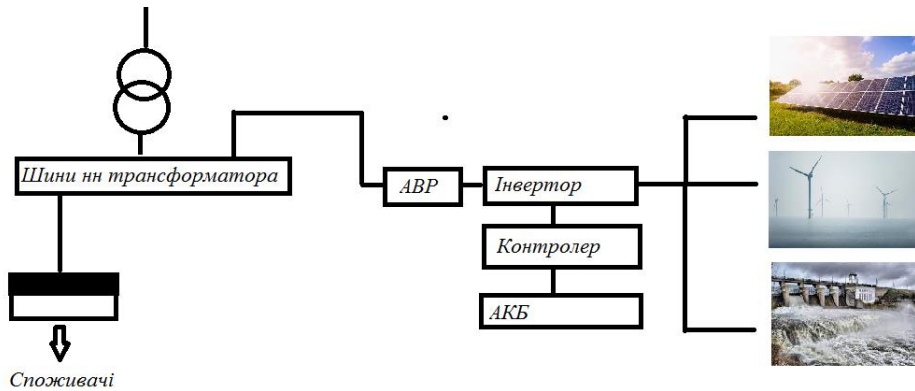 Шини нн трансформатора
АВР
Інвертор
Контролер
АКБ
Споживачі